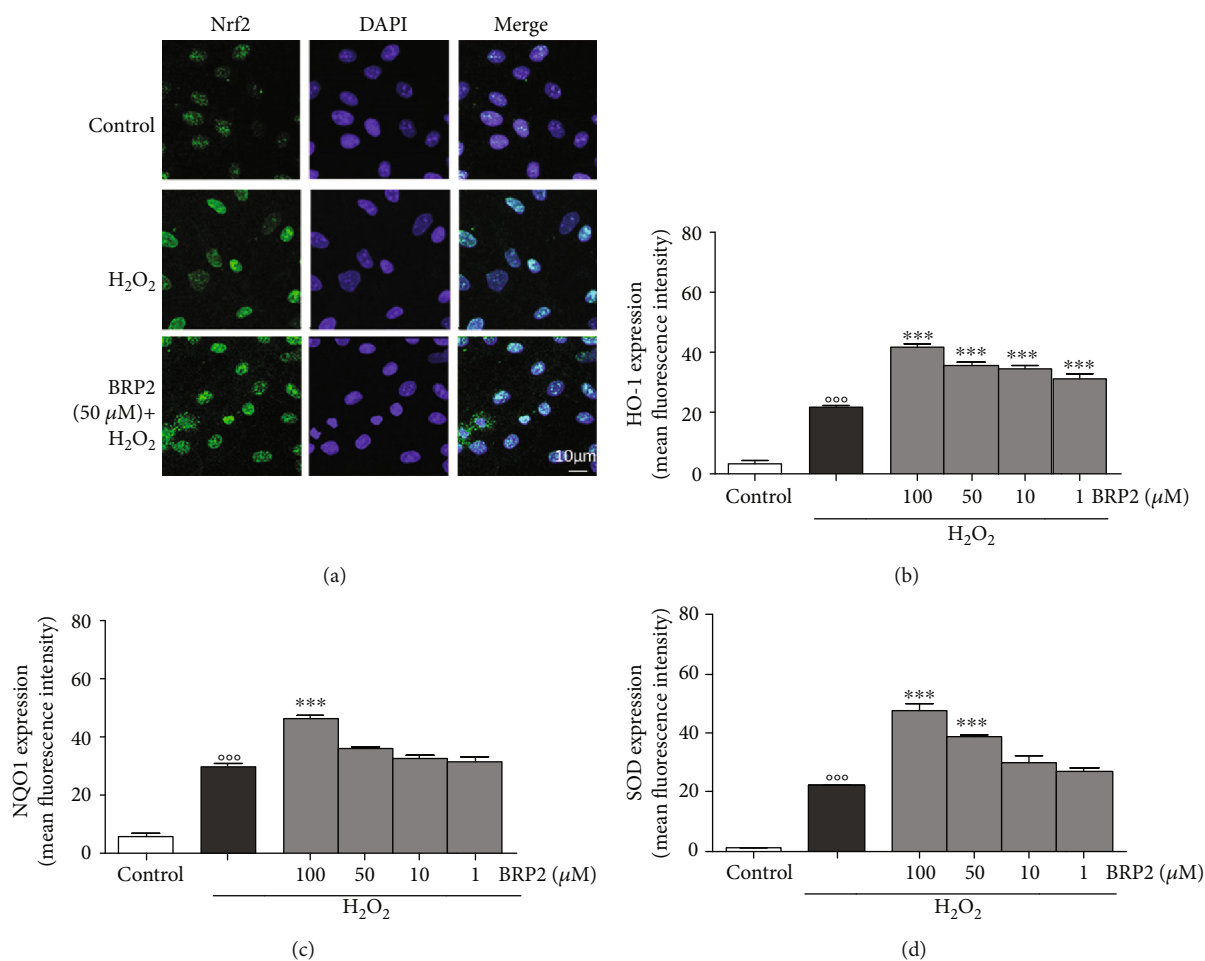 Nrf2 DAPI Merge
Control
H₂O₂
BRP2
(50 μM)+
H₂O₂
10μm
(a)
HO-1 expression
(mean fluorescence intensity)
80
60
40
20
0
°°°
***
***
***
***
Control 100 50 10 1 BRP2 (μM)
H₂O₂
(b)
NQO1 expression
(mean fluorescence intensity)
80
60
40
20
0
°°°
***
Control 100 50 10 1 BRP2 (μM)
H₂O₂
(c)
SOD expression
(mean fluorescence intensity)
80
60
40
20
0
°°°
***
***
Control 100 50 10 1 BRP2 (μM)
H₂O₂
(d)